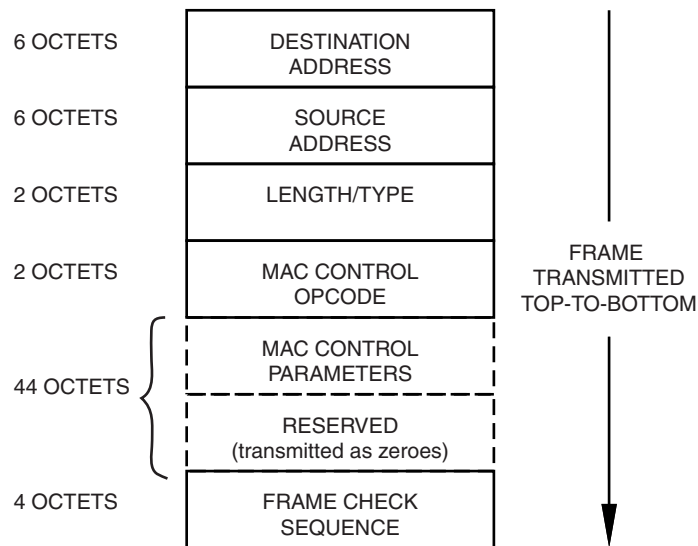 6 OCTETS
DESTINATION
ADDRESS
6 OCTETS
SOURCE
ADDRESS
2 OCTETS
LENGTH/TYPE
2 OCTETS
MAC CONTROL
OPCODE
44 OCTETS
MAC CONTROL
PARAMETERS
RESERVED
(transmitted as zeroes)
4 OCTETS
FRAME CHECK
SEQUENCE
FRAME
TRANSMITTED
TOP-TO-BOTTOM